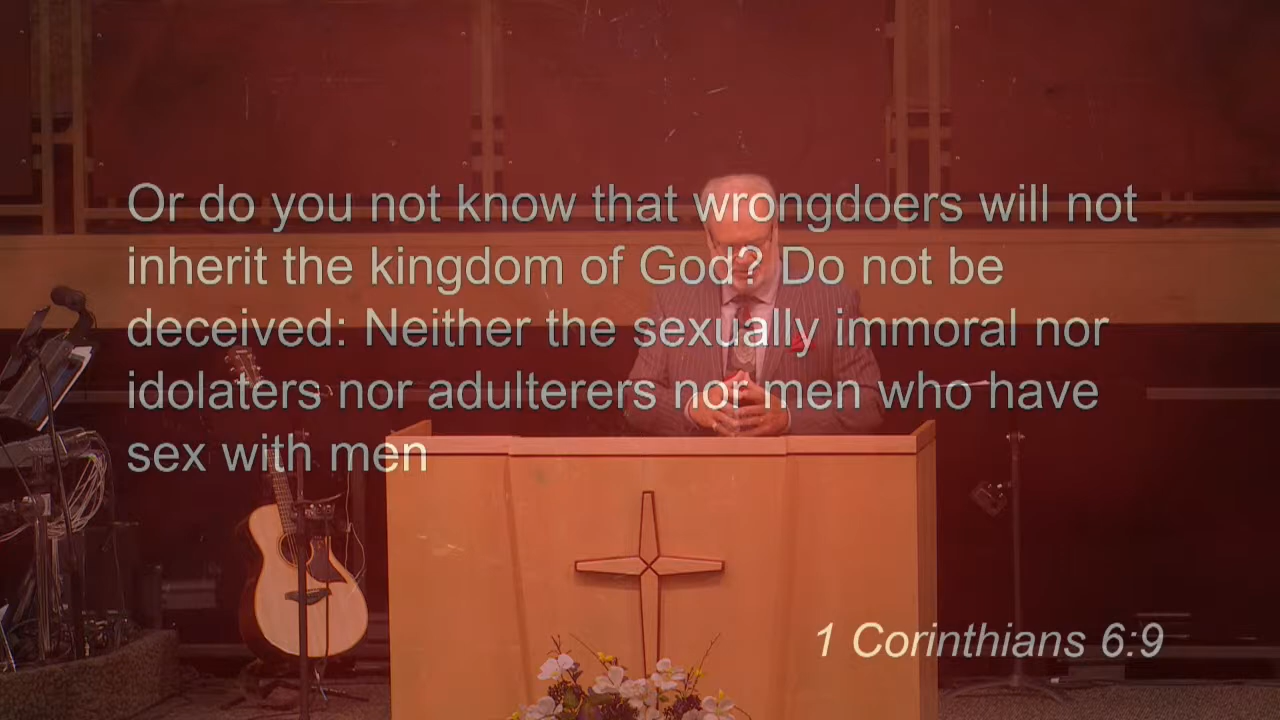 Or do you not know that wrongdoers will not
inherit the kingdom of God? Do not be
deceived: Neither the sexually immoral nor
idolaters nor adulterers nor men who have
sex with men
1 Corinthians 6:9